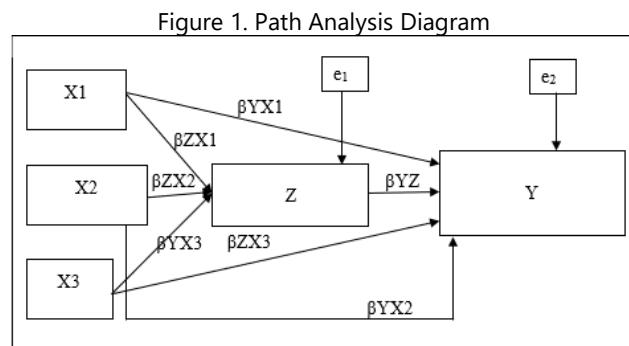 Figure 1. Path Analysis Diagram
X1
e₁
e₂
βYX1
βZX1
X2
βZX2
Z
βYZ
Y
βYX3
βZX3
X3
βYX2